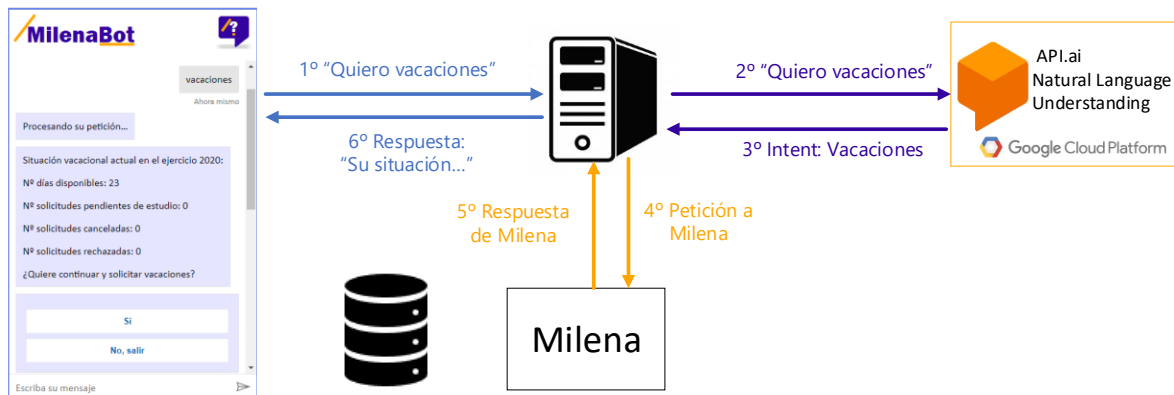 MilenaBot
vacaciones
Ahora mismo
Procesando su petición...
Situación vacacional actual en el ejercicio 2020:
Nº días disponibles: 23
Nº solicitudes pendientes de estudio: 0
Nº solicitudes canceladas: 0
Nº solicitudes rechazadas: 0
¿Quiere continuar y solicitar vacaciones?
Sí
No, salir
Escriba su mensaje
1º “Quiero vacaciones”
6º Respuesta:
“Su situación...”
2º “Quiero vacaciones”
3º Intent: Vacaciones
API.ai
Natural Language
Understanding
Google Cloud Platform
5º Respuesta
de Milena
4º Petición a
Milena
Milena